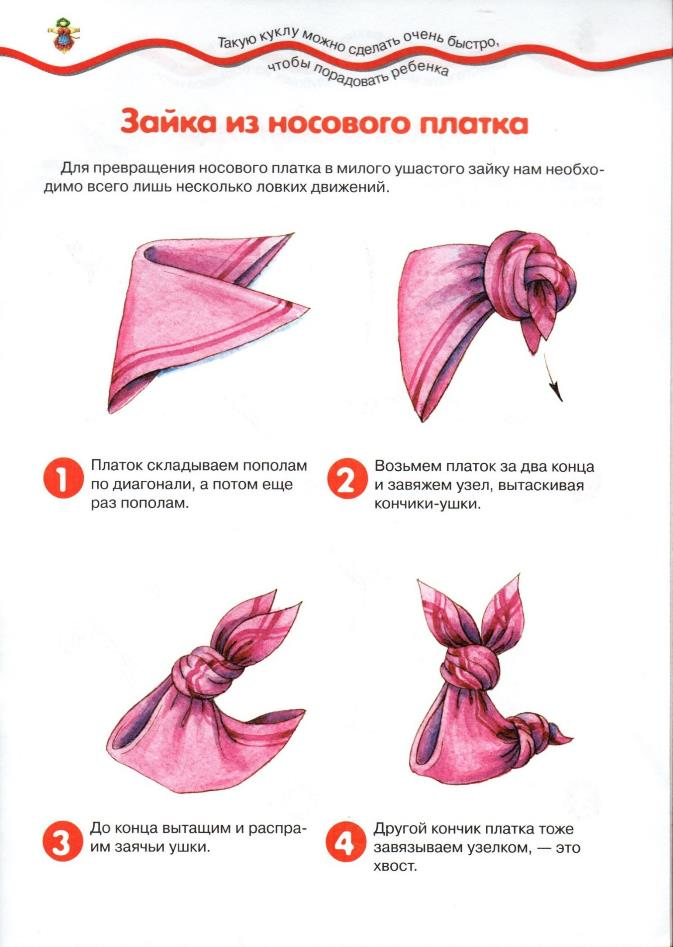 Такую куклу можно сделать очень быстро,
чтобы порадовать ребенка
Зайка из носового платка
Для превращения носового платка в милого ушастого зайку нам необхо-
димо всего лишь несколько ловких движений.
1
Платок складываем пополам
по диагонали, а потом еще
раз пополам.
2
Возьмем платок за два конца
и завяжем узел, вытаскивая
кончики-ушки.
3
До конца вытащим и распра-
им заячьи ушки.
4
Другой кончик платка тоже
завязываем узелком, — это
хвост.